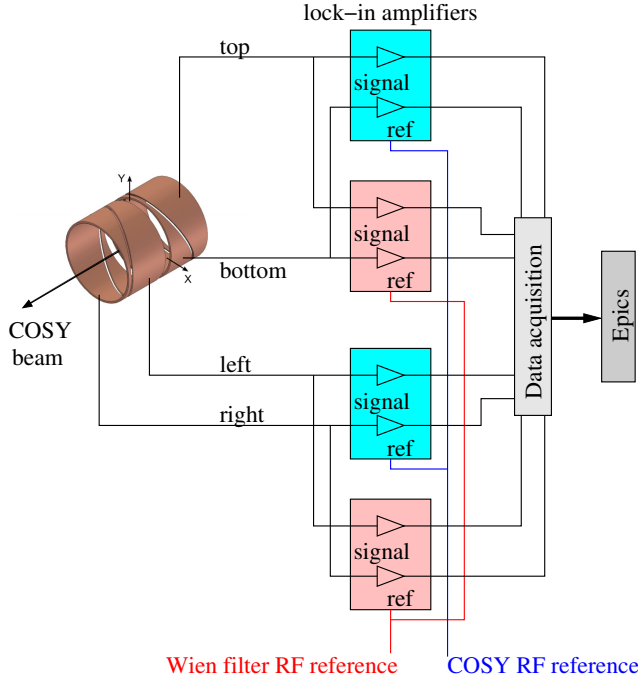 lock-in amplifiers
top
signal
ref
Y
X
signal
bottom
ref
COSY
beam
Data acquisition
Epics
left
signal
right
ref
signal
ref
Wien filter RF reference
COSY RF reference